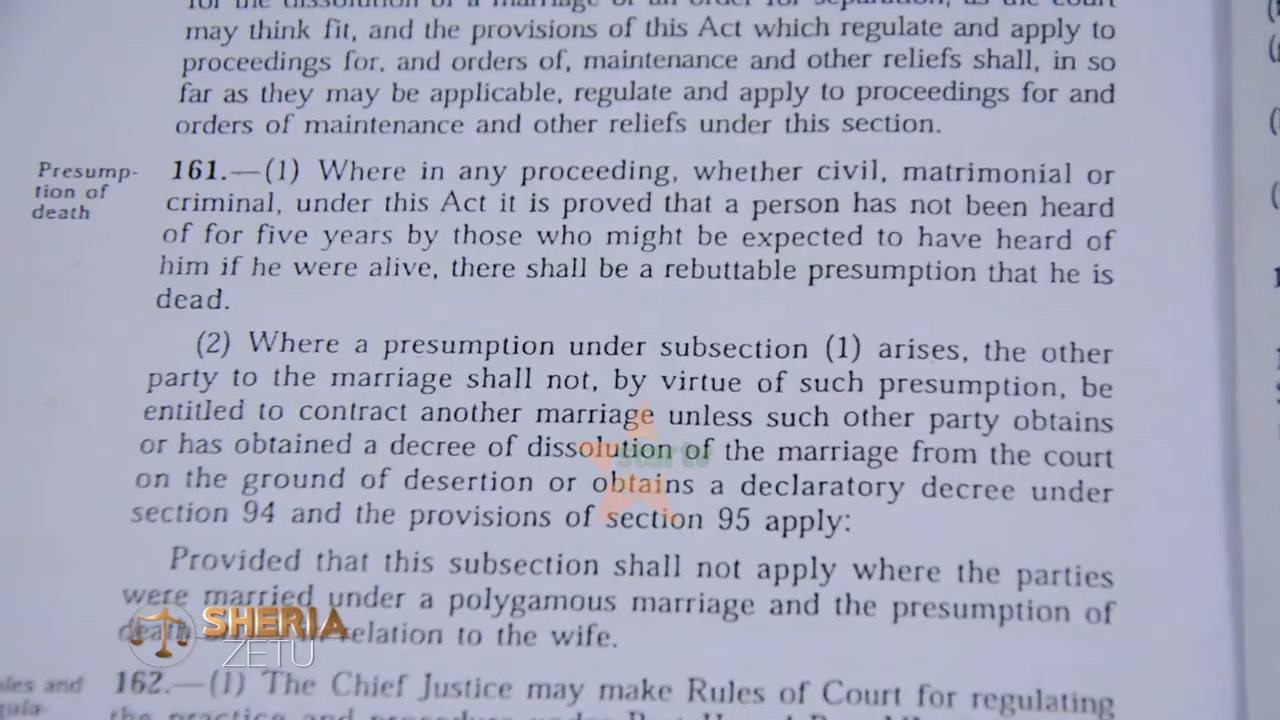 may think fit, and the provisions of this Act which regulate and apply to
proceedings for, and orders of, maintenance and other reliefs shall, in so
far as they may be applicable, regulate and apply to proceedings for and
orders of maintenance and other reliefs under this section.
Presump-
tion of
death
161.—(1) Where in any proceeding, whether civil, matrimonial or
criminal, under this Act it is proved that a person has not been heard
of for five years by those who might be expected to have heard of
him if he were alive, there shall be a rebuttable presumption that he is
dead.
(2) Where a presumption under subsection (1) arises, the other
party to the marriage shall not, by virtue of such presumption, be
entitled to contract another marriage unless such other party obtains
or has obtained a decree of dissolution of the marriage from the court
on the ground of desertion or obtains a declaratory decree under
section 94 and the provisions of section 95 apply:
Provided that this subsection shall not apply where the parties
were married under a polygamous marriage and the presumption of
death relation to the wife.
162.—(1) The Chief Justice may make Rules of Court for regulating
star tv
SHERIA
ZETU